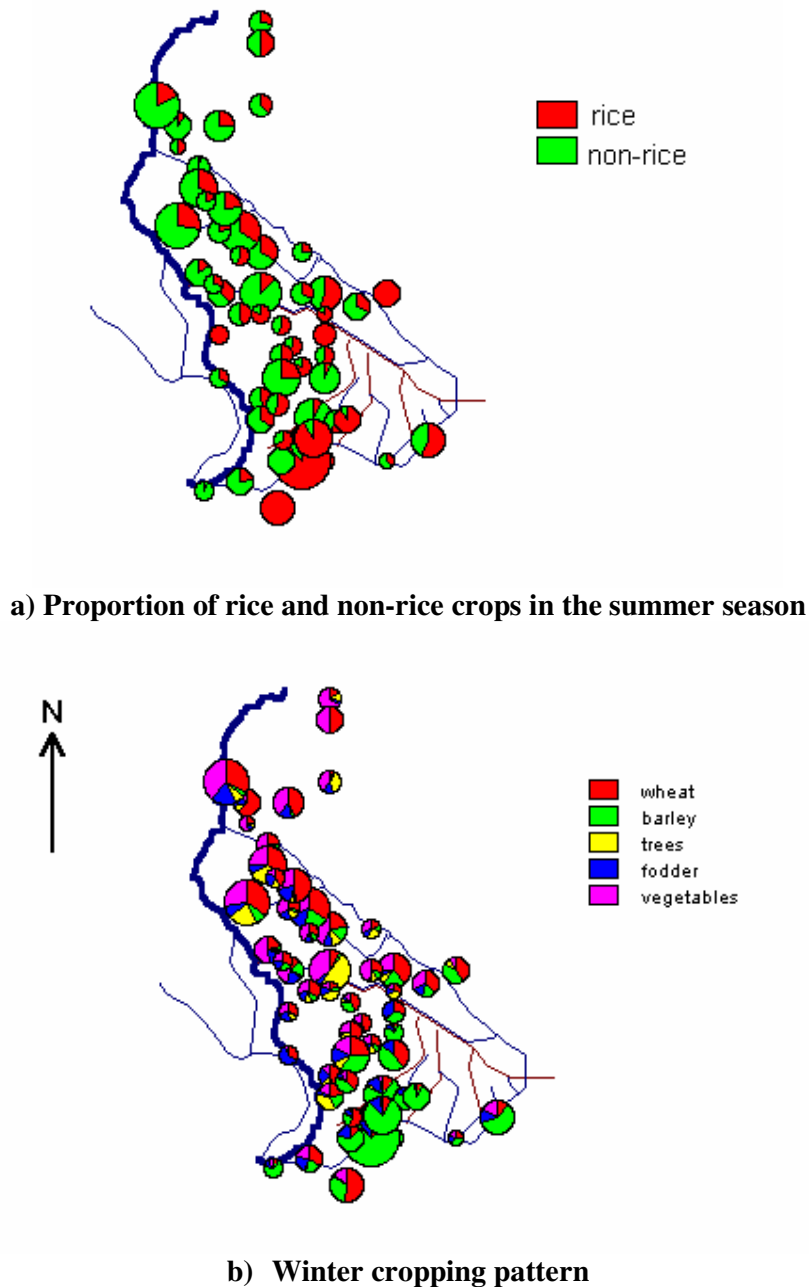 rice
non-rice
a) Proportion of rice and non-rice crops in the summer season
N
wheat
barley
trees
fodder
vegetables
b) Winter cropping pattern